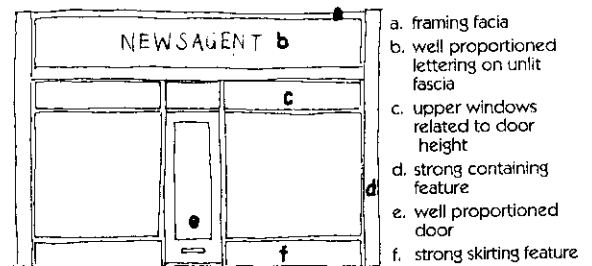 a
NEWSAGENT b
c
d
e
f
a. framing facia
b. well proportioned
lettering on unlit
fascia
c. upper windows
related to door
height
d. strong containing
feature
e. well proportioned
door
f. strong skirting feature